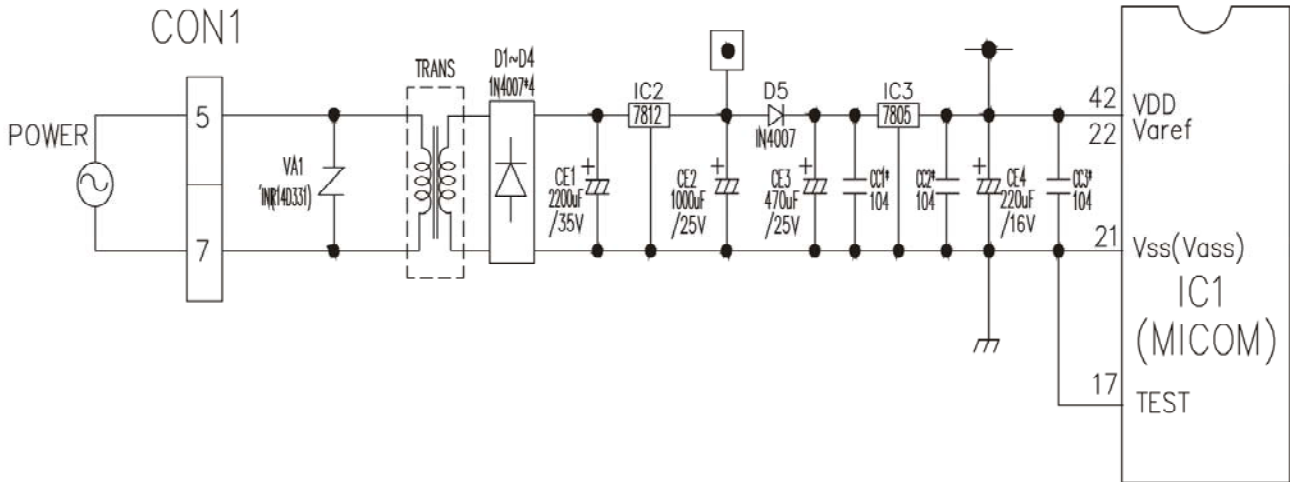 CON1
POWER
5
7
VA1
INR14D331)
TRANS
D1~D4
1N4007*4
CE1
2200uF
/35V
IC2
7812
CE2
1000uF
/25V
D5
1N4007
CE3
470uF
/25V
CC1*
104
IC3
7805
CC2*
104
CE4
220uF
/16V
CC3*
104
42
VDD
22
Varef
21
Vss(Vass)
IC1
(MICOM)
17
TEST